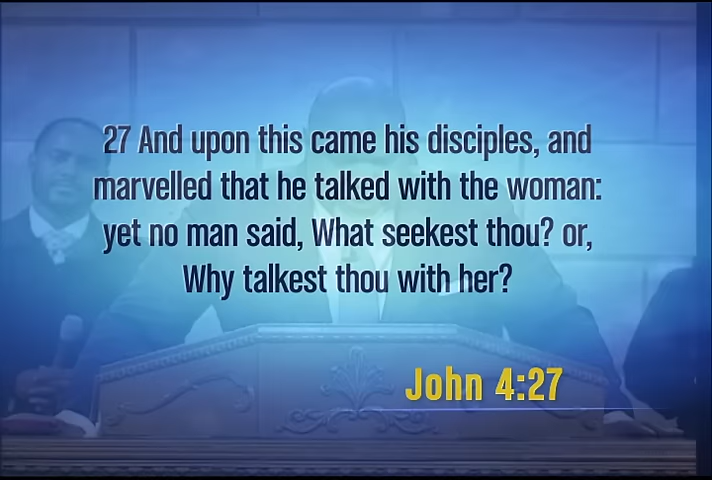 27 And upon this came his disciples, and
marvelled that he talked with the woman:
yet no man said, What seekest thou? or,
Why talkest thou with her?
John 4:27